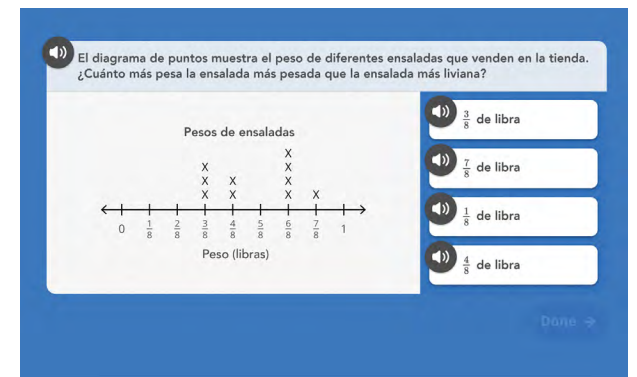 El diagrama de puntos muestra el peso de diferentes ensaladas que venden en la tienda.
¿Cuánto más pesa la ensalada más pesada que la ensalada más liviana?
Pesos de ensaladas
X
X X
X X X
X X X X
0 1/8 2/8 3/8 4/8 5/8 6/8 7/8 1
Peso (libras)
3/8 de libra
7/8 de libra
1/8 de libra
4/8 de libra
Done →